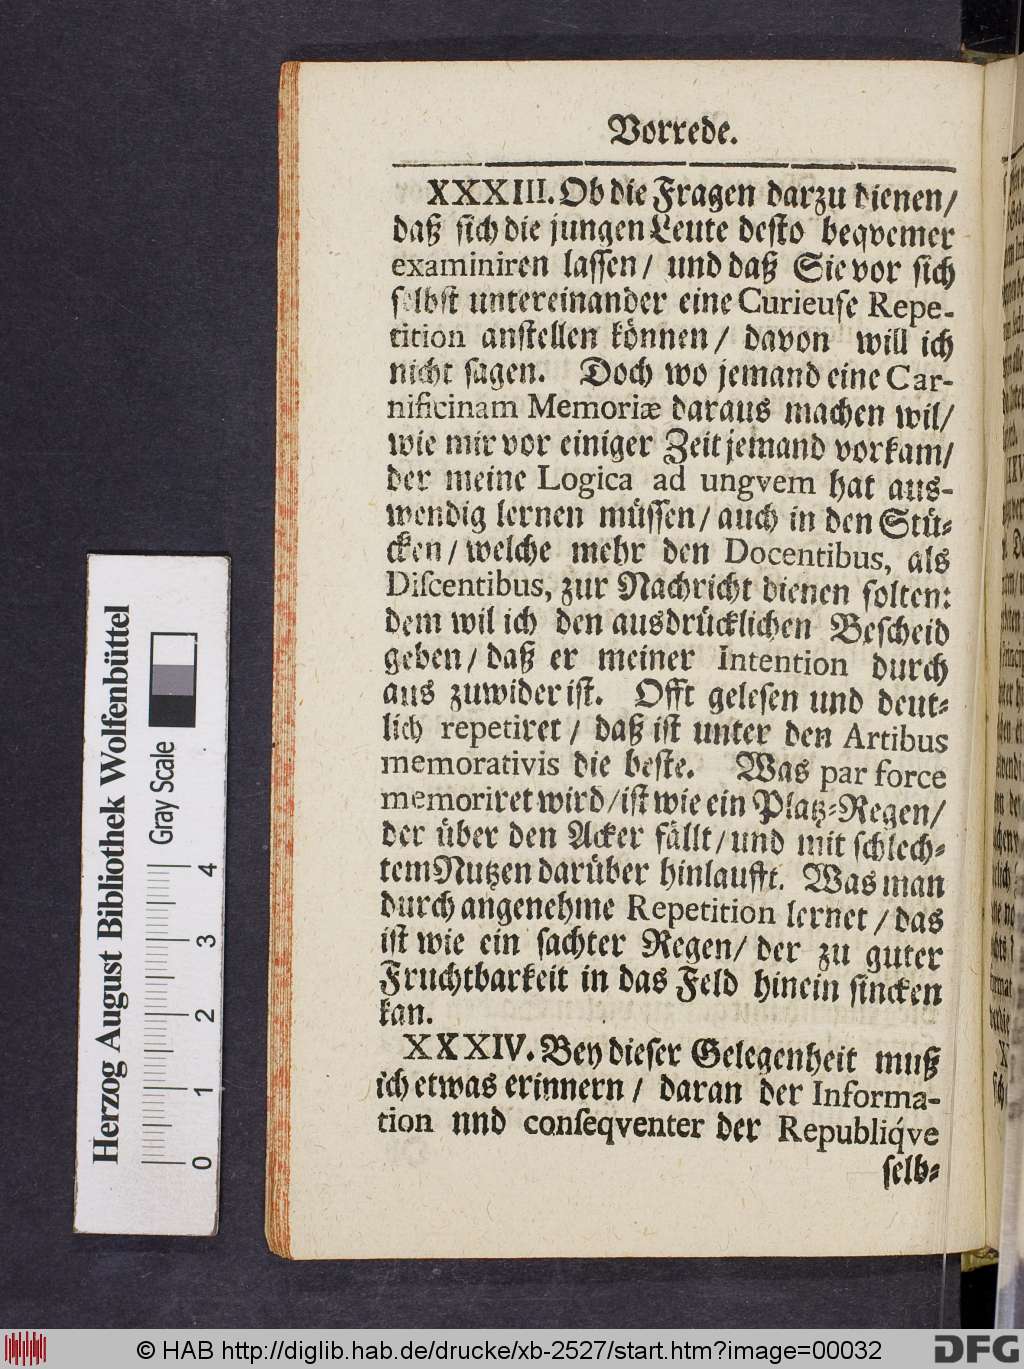 Vorrede.
XXXIII. Ob die Fragen darzu dienen/
daß sich die jungen Leute desto beqvemer
examiniren lassen/ und daß Sie vor sich
selbst untereinander eine Curieuse Repe-
tition anstellen können/ davon will ich
nicht sagen. Doch wo jemand eine Car-
nificinam Memoriæ daraus machen wil/
wie mir vor einiger Zeit jemand vorkam/
der meine Logica ad ungvem hat aus-
wendig lernen müssen/ auch in den Stü-
cken/ welche mehr den Docentibus, als
Discentibus, zur Nachricht dienen solten:
dem wil ich den ausdrücklichen Bescheid
geben/ daß er meiner Intention durch
aus zuwider ist. Offt gelesen und deut-
lich repetiret/ daß ist unter den Artibus
memorativis die beste. Was par force
memoriret wird/ ist wie ein Platz-Regen/
der über den Acker fällt/ und mit schlech-
tem Nutzen darüber hinlaufft. Was man
durch angenehme Repetition lernet/ das
ist wie ein sachter Regen/ der zu guter
Fruchtbarkeit in das Feld hinein sincken
kan.
XXXIV. Bey dieser Gelegenheit muß
ich etwas erinnern/ daran der Informa-
tion nnd conseqventer der Republiqve
selb-
Herzog August Bibliothek Wolfenbüttel
Gray Scale
0 1 2 3 4
© HAB http://diglib.hab.de/drucke/xb-2527/start.htm?image=00032
DFG